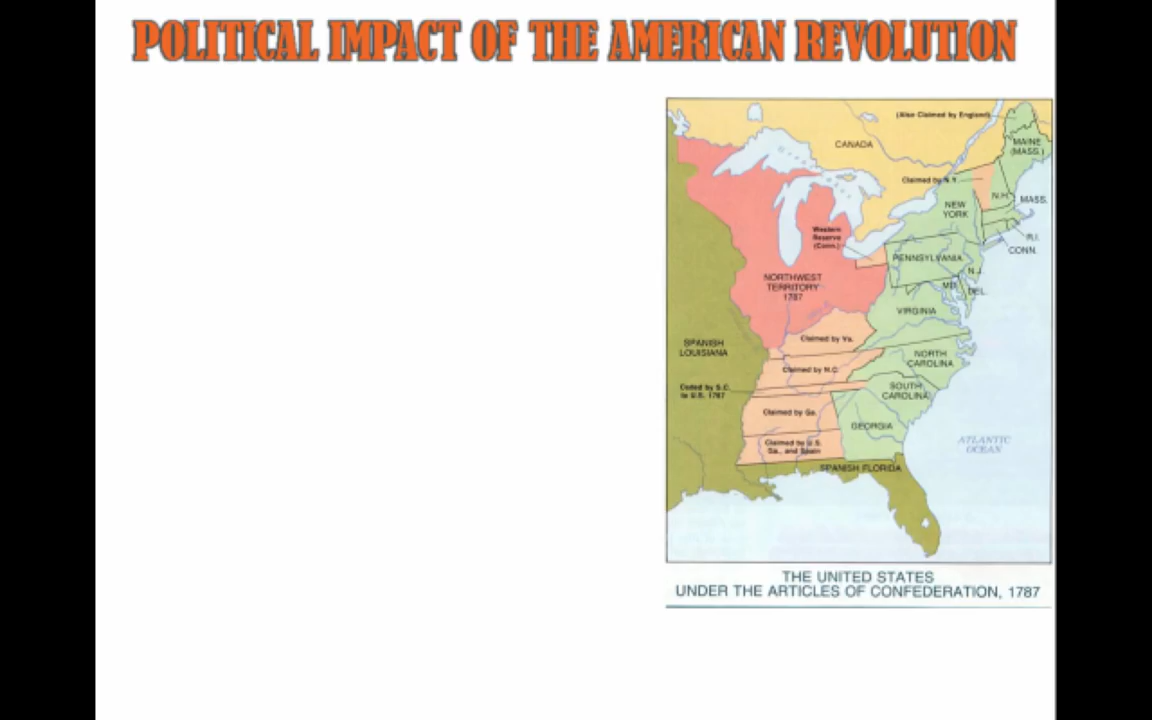 POLITICAL IMPACT OF THE AMERICAN REVOLUTION
(Also Claimed by England)
CANADA
MAINE
(MASS.)
Claimed by N.Y.
N.H.
MASS.
NEW
YORK
Western
Reserve
(Conn.)
R.I.
CONN.
PENNSYLVANIA
N.J.
NORTHWEST
TERRITORY
1787
MD.
DEL.
VIRGINIA
Claimed by Va.
SPANISH
LOUISIANA
NORTH
CAROLINA
Claimed by N.C.
Ceded by S.C.
to U.S. 1787
SOUTH
CAROLINA
Claimed by Ga.
GEORGIA
Claimed by U.S.
Ga., and Spain
ATLANTIC
OCEAN
SPANISH FLORIDA
THE UNITED STATES
UNDER THE ARTICLES OF CONFEDERATION, 1787